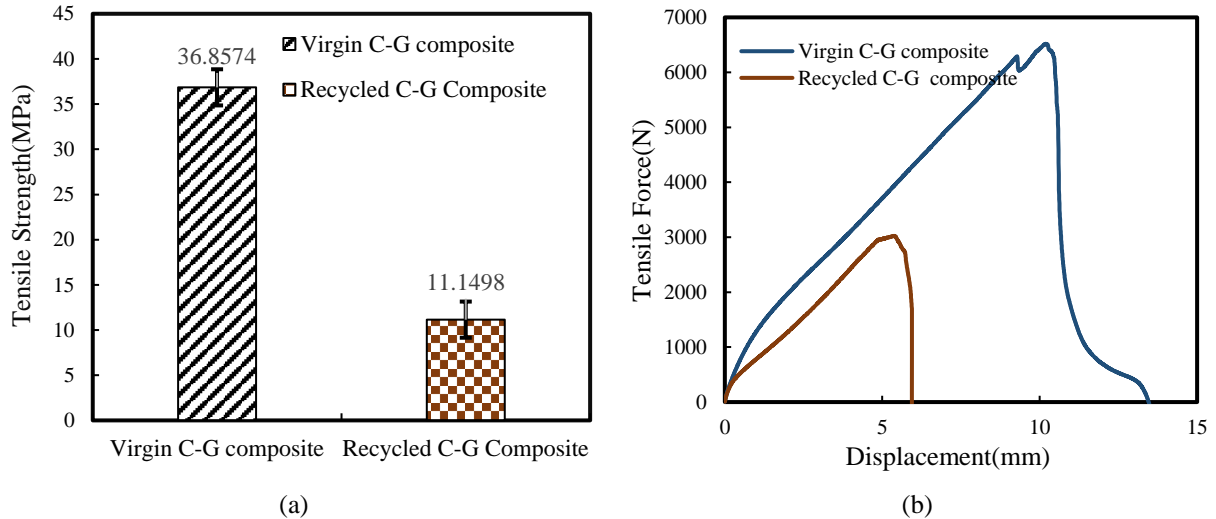 45
40
35
30
25
20
15
10
5
0
Tensile Strength(MPa)
36.8574
11.1498
Virgin C-G composite
Recycled C-G Composite
Virgin C-G composite
Recycled C-G Composite
(a)
7000
6000
5000
4000
3000
2000
1000
0
Tensile Force(N)
Virgin C-G composite
Recycled C-G composite
0
5
10
15
Displacement(mm)
(b)